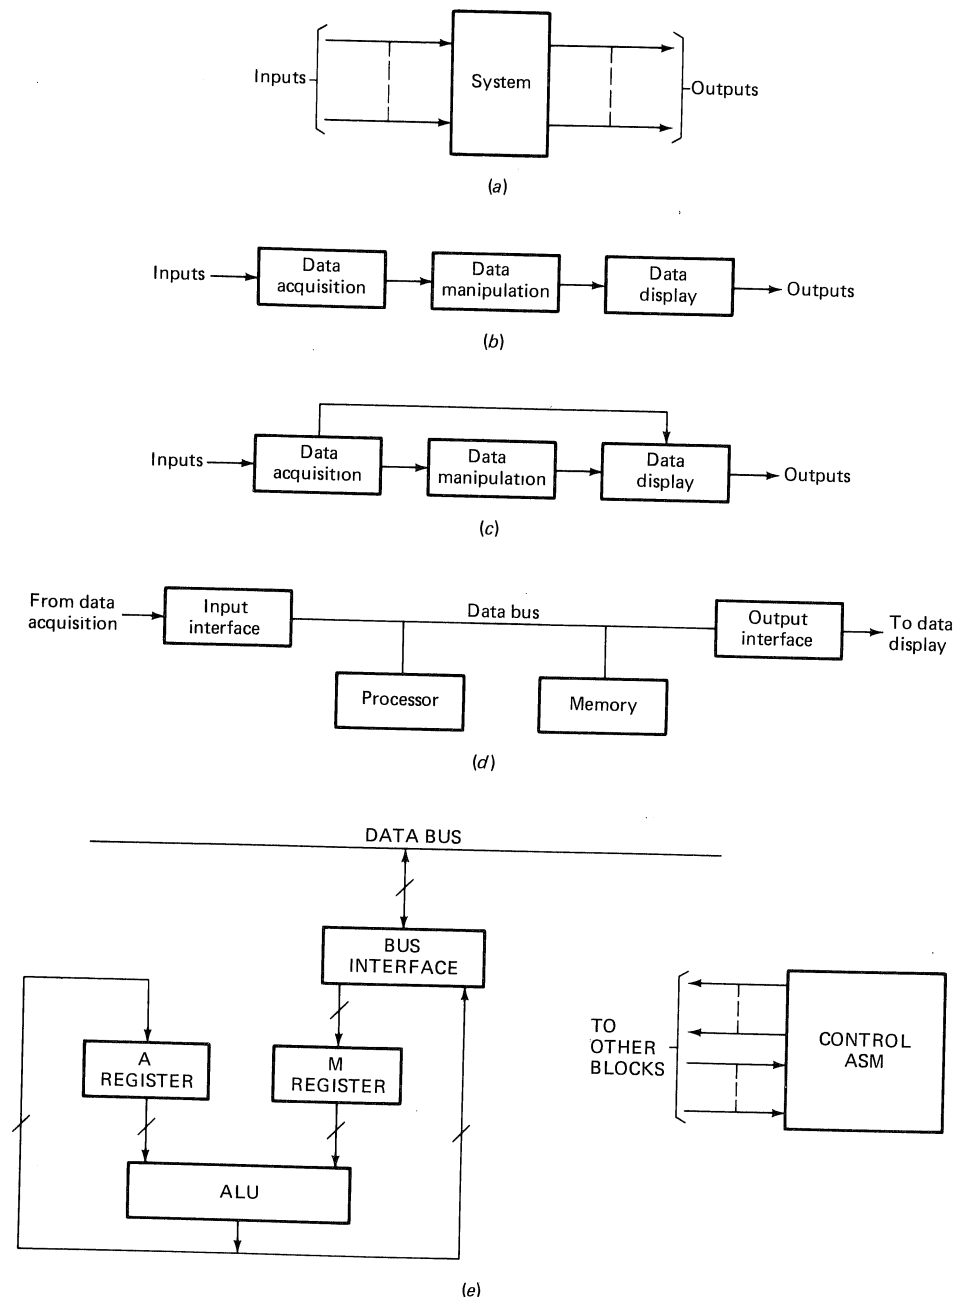 Inputs
System
Outputs
(a)
Inputs
Data
acquisition
Data
manipulation
Data
display
Outputs
(b)
Inputs
Data
acquisition
Data
manipulation
Data
display
Outputs
(c)
From data
acquisition
Input
interface
Data bus
Output
interface
To data
display
Processor
Memory
(d)
DATA BUS
BUS
INTERFACE
A
REGISTER
M
REGISTER
ALU
TO
OTHER
BLOCKS
CONTROL
ASM
(e)